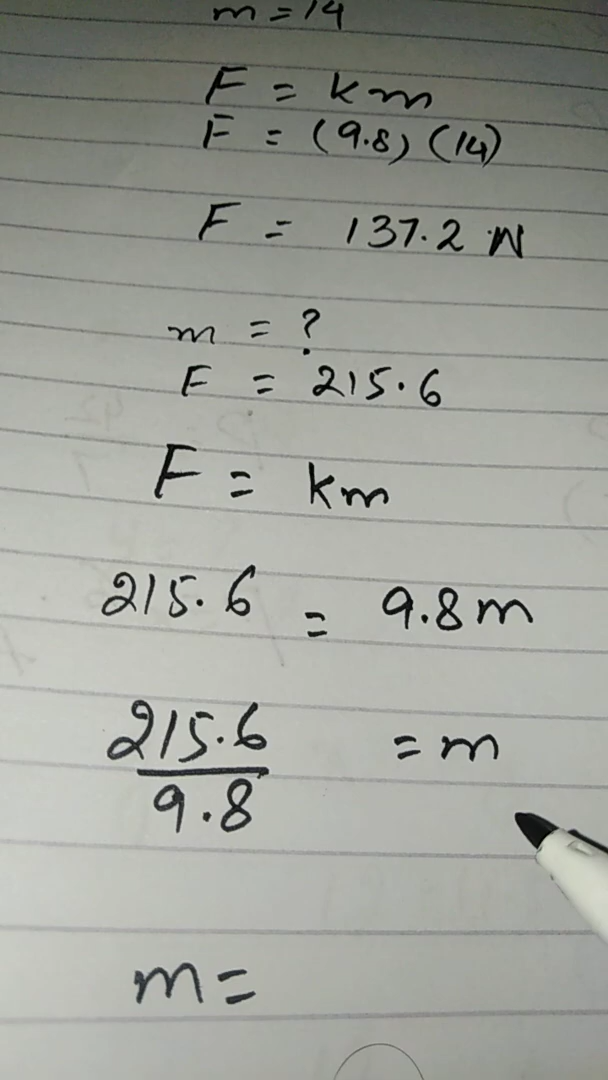 m = 14
F = km
F = (9.8) (14)
F = 137.2 N
m = ?
F = 215.6
F = km
215.6 = 9.8m
215.6
9.8
= m
m =